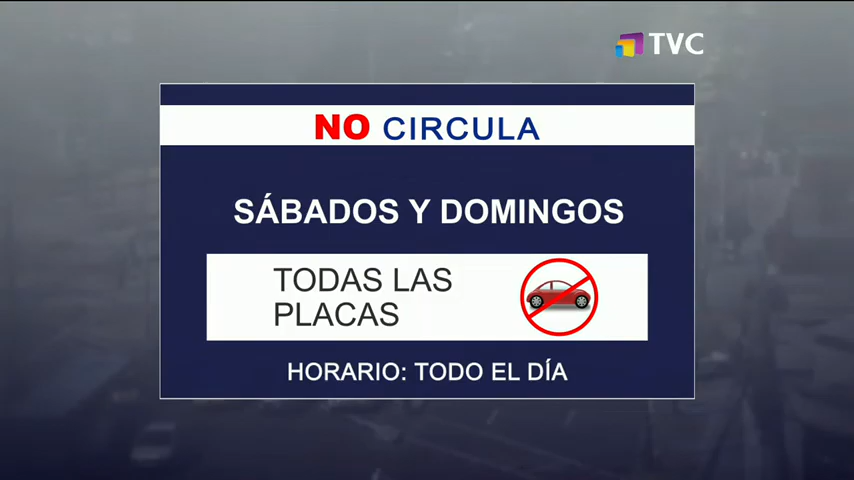 TVC
NO CIRCULA
SÁBADOS Y DOMINGOS
TODAS LAS
PLACAS
HORARIO: TODO EL DÍA